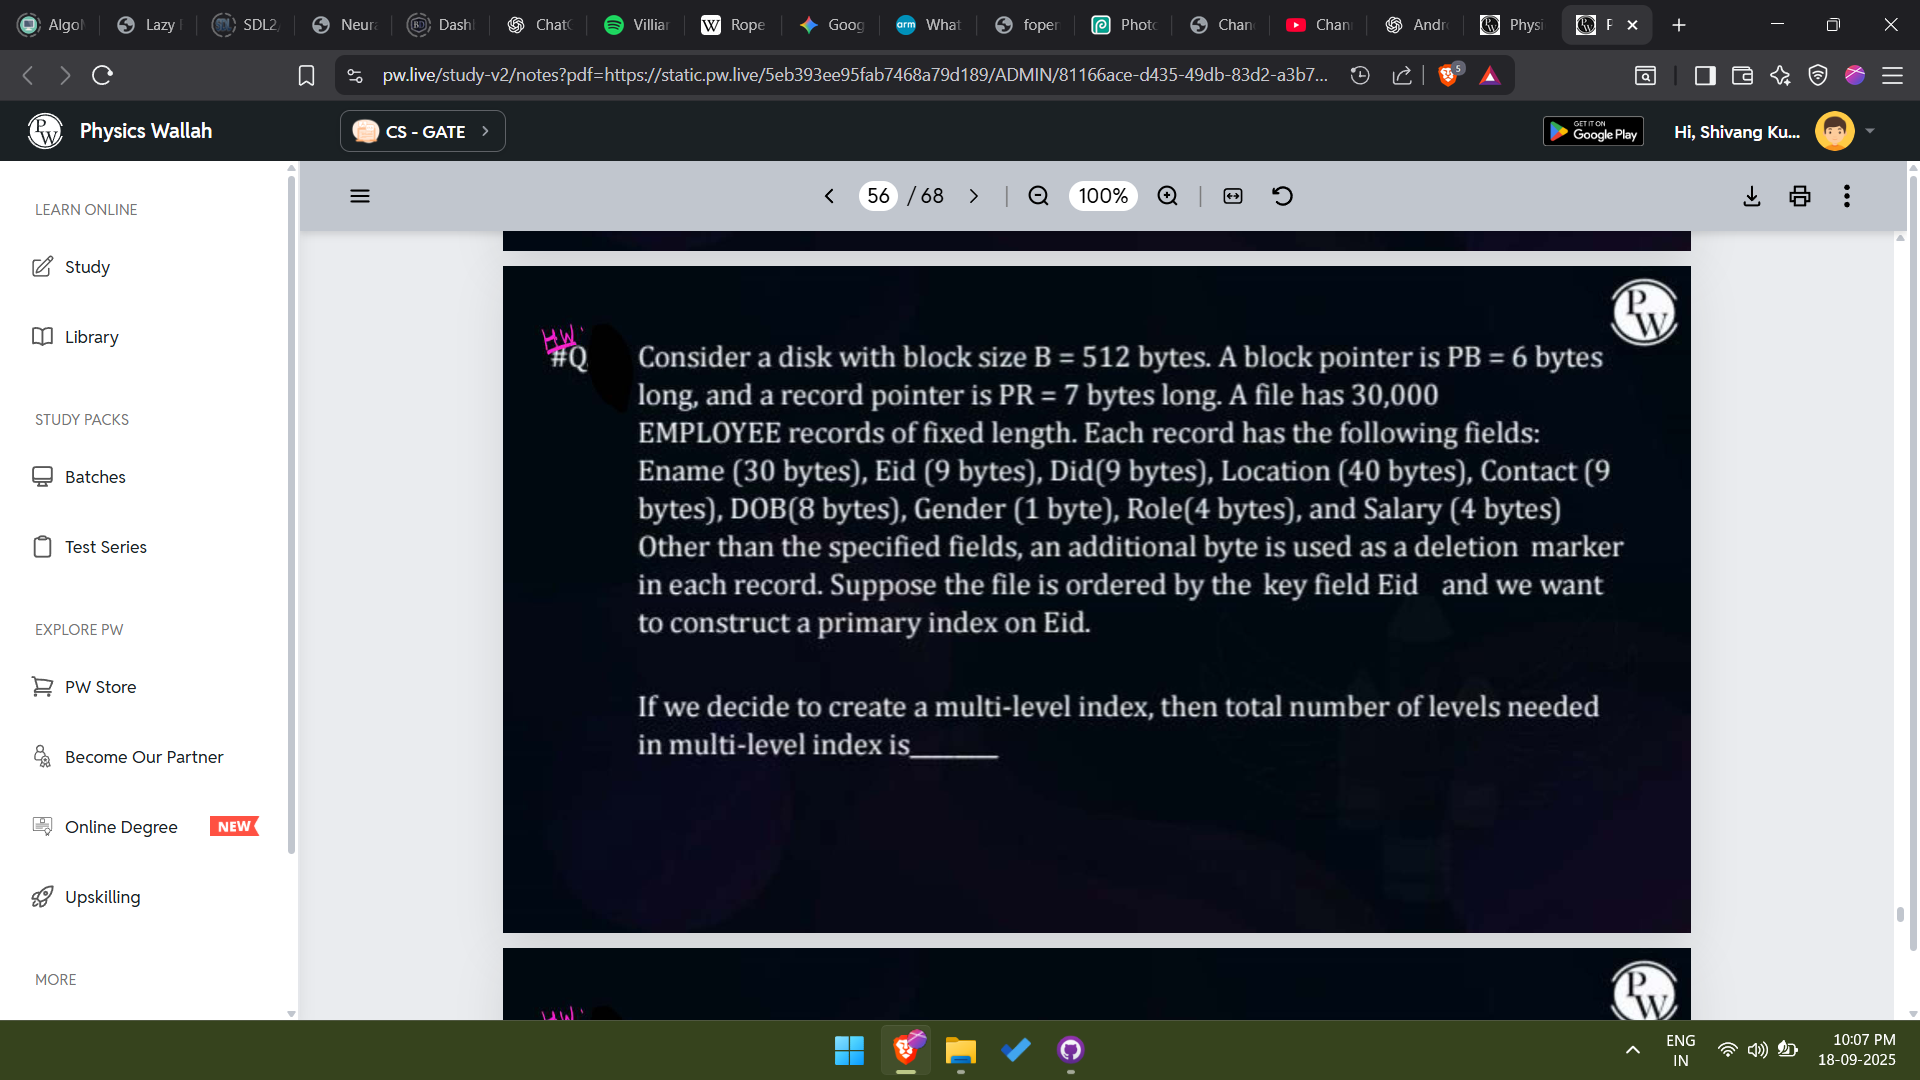 AlgoM
Lazy
SDL2
Neura
Dash
ChatG
Villiar
Rope
Goog
What
foper
Photo
Chan
Chan
Andr
Physi
F
pw.live/study-v2/notes?pdf=https://static.pw.live/5eb393ee95fab7468a79d189/ADMIN/81166ace-d435-49db-83d2-a3b7...
5
Physics Wallah
CS - GATE
GET IT ON
Google Play
Hi, Shivang Ku...
LEARN ONLINE
Study
Library
STUDY PACKS
Batches
Test Series
EXPLORE PW
PW Store
Become Our Partner
Online Degree
NEW
Upskilling
MORE
56 / 68
100%
PW
HW
#Q
Consider a disk with block size B = 512 bytes. A block pointer is PB = 6 bytes
long, and a record pointer is PR = 7 bytes long. A file has 30,000
EMPLOYEE records of fixed length. Each record has the following fields:
Ename (30 bytes), Eid (9 bytes), Did(9 bytes), Location (40 bytes), Contact (9
bytes), DOB(8 bytes), Gender (1 byte), Role(4 bytes), and Salary (4 bytes)
Other than the specified fields, an additional byte is used as a deletion marker
in each record. Suppose the file is ordered by the key field Eid and we want
to construct a primary index on Eid.
If we decide to create a multi-level index, then total number of levels needed
in multi-level index is______
PW
HW
ENG
IN
10:07 PM
18-09-2025